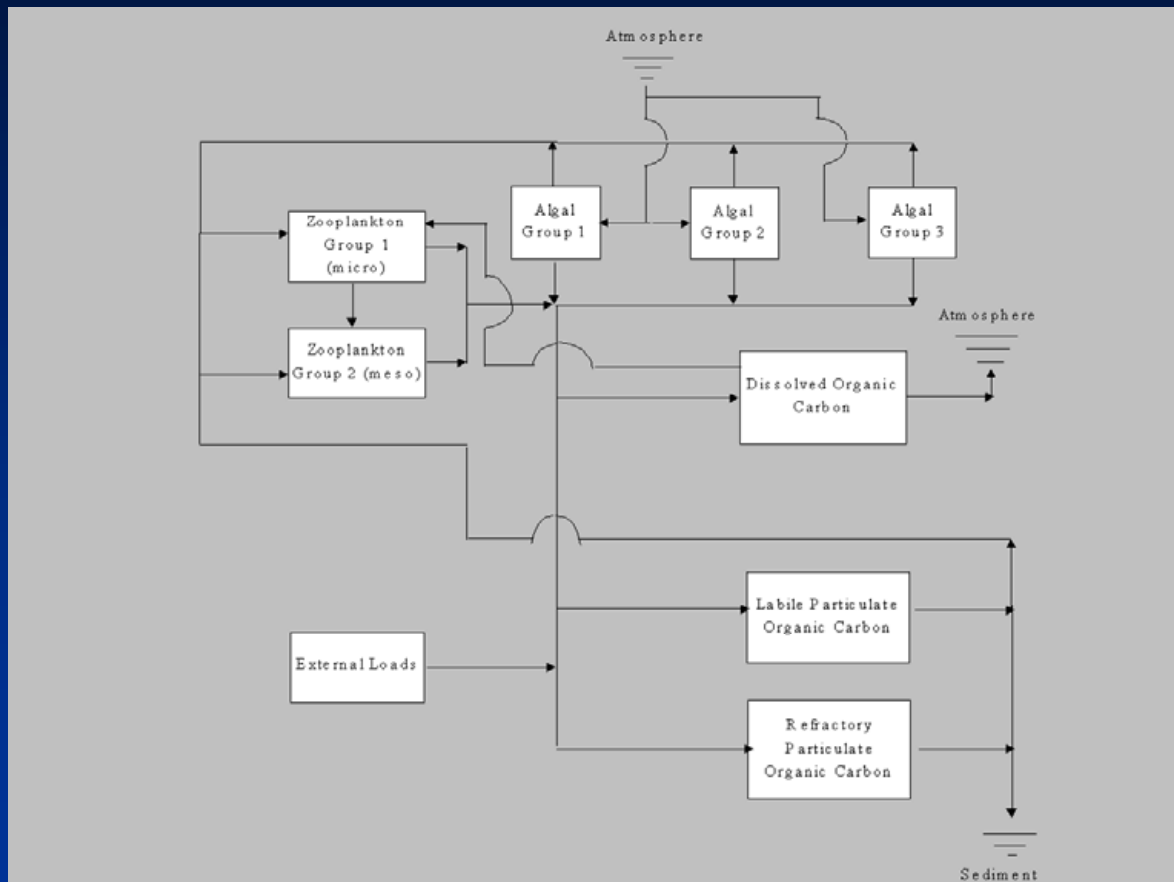 Atmosphere
Algal
Group 1
Algal
Group 2
Algal
Group 3
Zooplankton
Group 1
(micro)
Zooplankton
Group 2 (meso)
Atmosphere
Dissolved Organic
Carbon
Labile Particulate
Organic Carbon
External Loads
Refractory
Particulate
Organic Carbon
Sediment